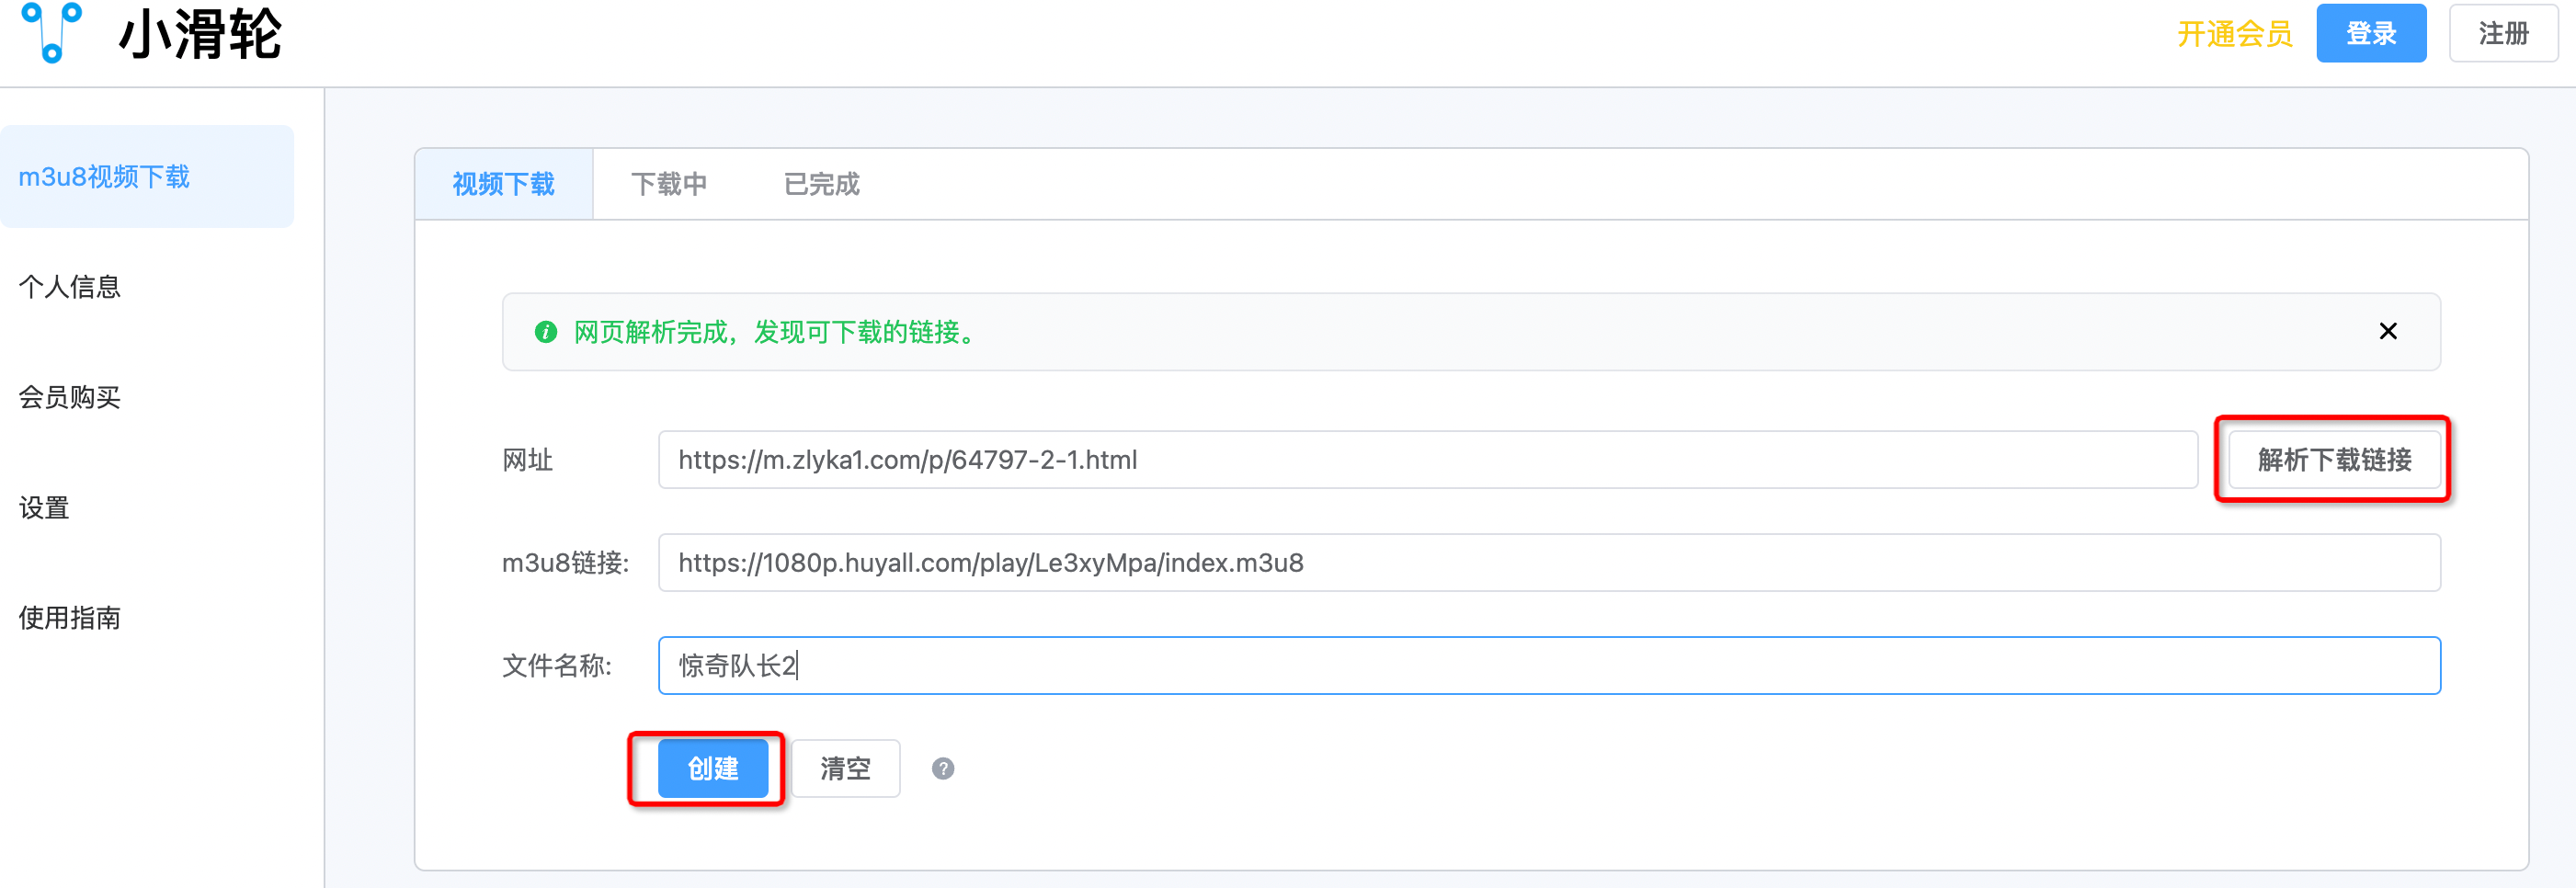 小滑轮
开通会员
登录
注册
m3u8视频下载
个人信息
会员购买
设置
使用指南
视频下载
下载中
已完成
网页解析完成，发现可下载的链接。
网址
https://m.zlyka1.com/p/64797-2-1.html
解析下载链接
m3u8链接:
https://1080p.huyall.com/play/Le3xyMpa/index.m3u8
文件名称:
惊奇队长2
创建
清空